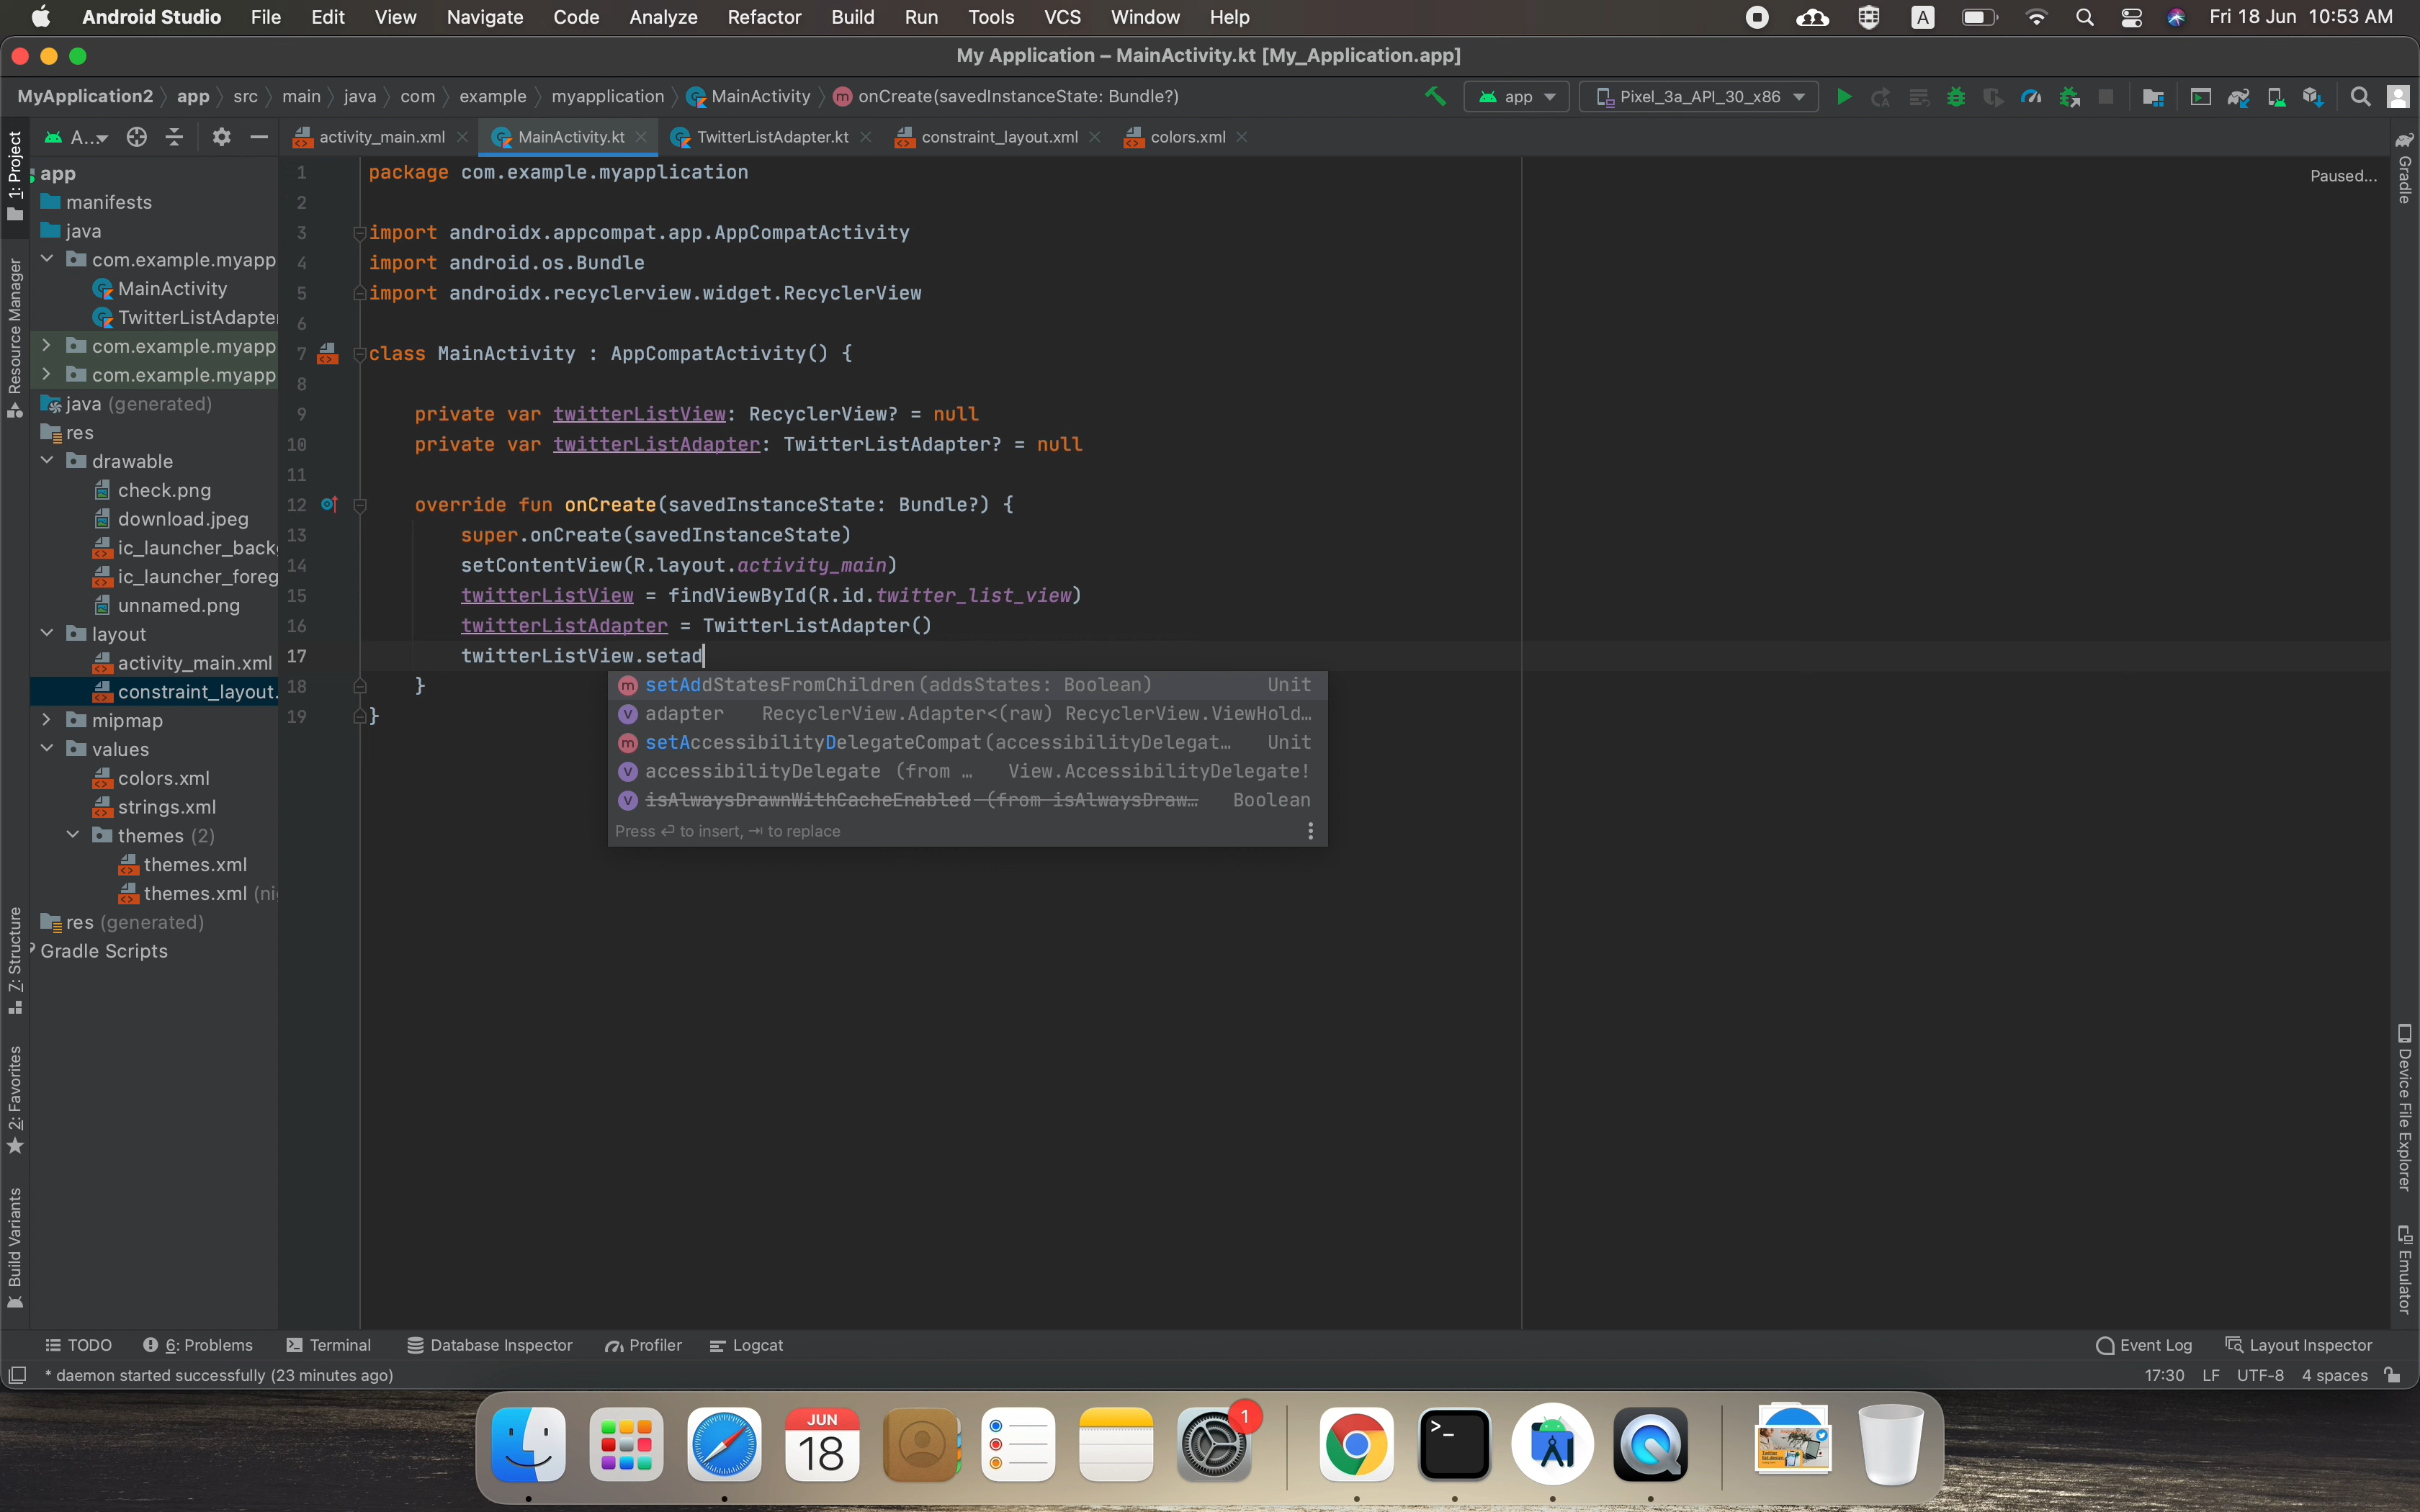 Android Studio File Edit View Navigate Code Analyze Refactor Build Run Tools VCS Window Help A Fri 18 Jun 10:53 AM
My Application – MainActivity.kt [My_Application.app]
MyApplication2 app src main java com example myapplication MainActivity m onCreate(savedInstanceState: Bundle?) app Pixel_3a_API_30_x86
A... activity_main.xml MainActivity.kt TwitterListAdapter.kt constraint_layout.xml colors.xml
1: Project
Resource Manager
7: Structure
2: Favorites
Build Variants
app
manifests
java
com.example.myapp
MainActivity
TwitterListAdapter
com.example.myapp
com.example.myapp
java (generated)
res
drawable
check.png
download.jpeg
ic_launcher_back
ic_launcher_foreg
unnamed.png
layout
activity_main.xml
constraint_layout.
mipmap
values
colors.xml
strings.xml
themes (2)
themes.xml
themes.xml (ni
res (generated)
Gradle Scripts
1 package com.example.myapplication
2
3 import androidx.appcompat.app.AppCompatActivity
4 import android.os.Bundle
5 import androidx.recyclerview.widget.RecyclerView
6
7 class MainActivity : AppCompatActivity() {
8
9 private var twitterListView: RecyclerView? = null
10 private var twitterListAdapter: TwitterListAdapter? = null
11
12 override fun onCreate(savedInstanceState: Bundle?) {
13 super.onCreate(savedInstanceState)
14 setContentView(R.layout.activity_main)
15 twitterListView = findViewById(R.id.twitter_list_view)
16 twitterListAdapter = TwitterListAdapter()
17 twitterListView.setad
18 }
19 }
m setAddStatesFromChildren(addsStates: Boolean) Unit
v adapter RecyclerView.Adapter<(raw) RecyclerView.ViewHold...
m setAccessibilityDelegateCompat(accessibilityDelegat... Unit
v accessibilityDelegate (from ... View.AccessibilityDelegate!
v isAlwaysDrawnWithCacheEnabled (from isAlwaysDraw... Boolean
Press ⏎ to insert, ⇥ to replace
Paused...
Gradle
Device File Explorer
Emulator
TODO 6: Problems Terminal Database Inspector Profiler Logcat Event Log Layout Inspector
* daemon started successfully (23 minutes ago) 17:30 LF UTF-8 4 spaces
JUN
18
1